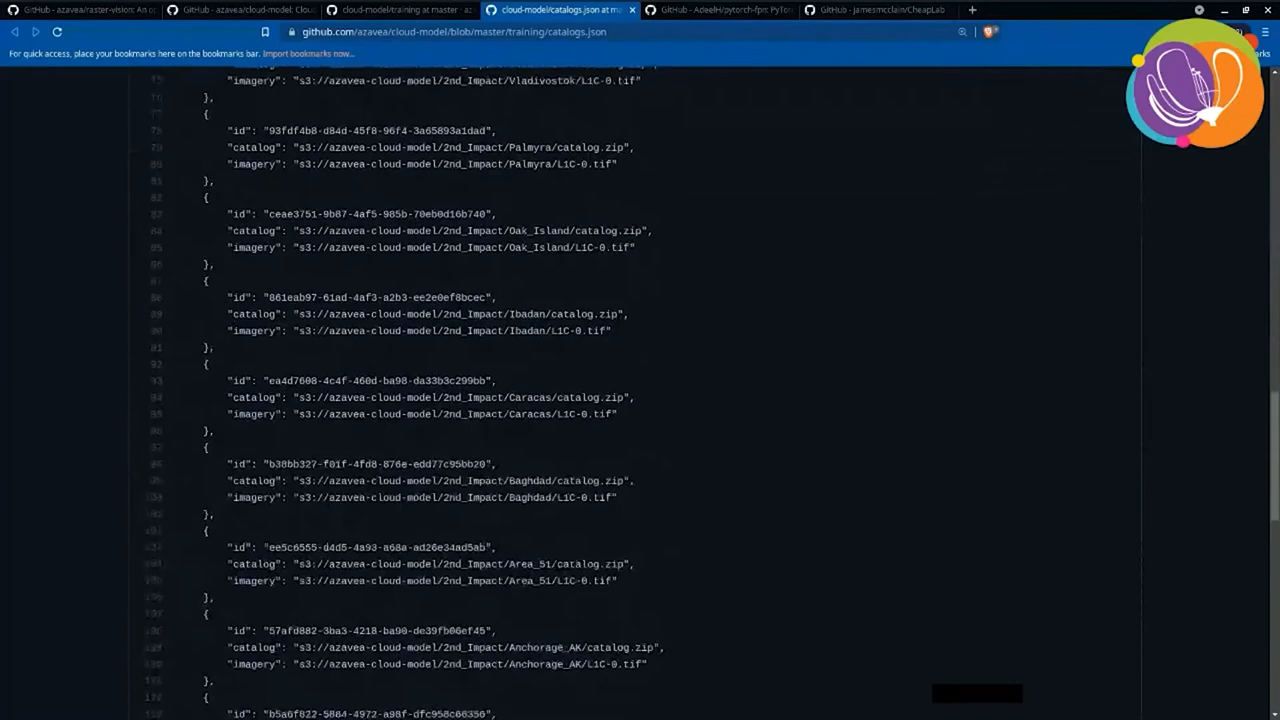 GitHub - azavea/raster-vision: An op
GitHub - azavea/cloud-model: Cloud
cloud-model/training at master · az
cloud-model/catalogs.json at ma
GitHub - AdeelH/pytorch-fpn: PyTor
GitHub - jamesmcclain/CheapLab
github.com/azavea/cloud-model/blob/master/training/catalogs.json
For quick access, place your bookmarks here on the bookmarks bar. Import bookmarks now...
"imagery": "s3://azavea-cloud-model/2nd_Impact/Vladivostok/L1C-0.tif"
},
{
"id": "93fdf4b8-d84d-45f8-96f4-3a65893a1dad",
"catalog": "s3://azavea-cloud-model/2nd_Impact/Palmyra/catalog.zip",
"imagery": "s3://azavea-cloud-model/2nd_Impact/Palmyra/L1C-0.tif"
},
{
"id": "ceae3751-9b87-4af5-985b-70eb0d16b740",
"catalog": "s3://azavea-cloud-model/2nd_Impact/Oak_Island/catalog.zip",
"imagery": "s3://azavea-cloud-model/2nd_Impact/Oak_Island/L1C-0.tif"
},
{
"id": "861eab97-61ad-4af3-a2b3-ee2e0ef8bcec",
"catalog": "s3://azavea-cloud-model/2nd_Impact/Ibadan/catalog.zip",
"imagery": "s3://azavea-cloud-model/2nd_Impact/Ibadan/L1C-0.tif"
},
{
"id": "ea4d7608-4c4f-460d-ba98-da33b3c299bb",
"catalog": "s3://azavea-cloud-model/2nd_Impact/Caracas/catalog.zip",
"imagery": "s3://azavea-cloud-model/2nd_Impact/Caracas/L1C-0.tif"
},
{
"id": "b38bb327-f01f-4fd8-876e-edd77c95bb20",
"catalog": "s3://azavea-cloud-model/2nd_Impact/Baghdad/catalog.zip",
"imagery": "s3://azavea-cloud-model/2nd_Impact/Baghdad/L1C-0.tif"
},
{
"id": "ee5c6555-d4d5-4a93-a68a-ad26e34ad5ab",
"catalog": "s3://azavea-cloud-model/2nd_Impact/Area_51/catalog.zip",
"imagery": "s3://azavea-cloud-model/2nd_Impact/Area_51/L1C-0.tif"
},
{
"id": "57afd882-3ba3-4218-ba90-de39fb06ef45",
"catalog": "s3://azavea-cloud-model/2nd_Impact/Anchorage_AK/catalog.zip",
"imagery": "s3://azavea-cloud-model/2nd_Impact/Anchorage_AK/L1C-0.tif"
},
{
"id":